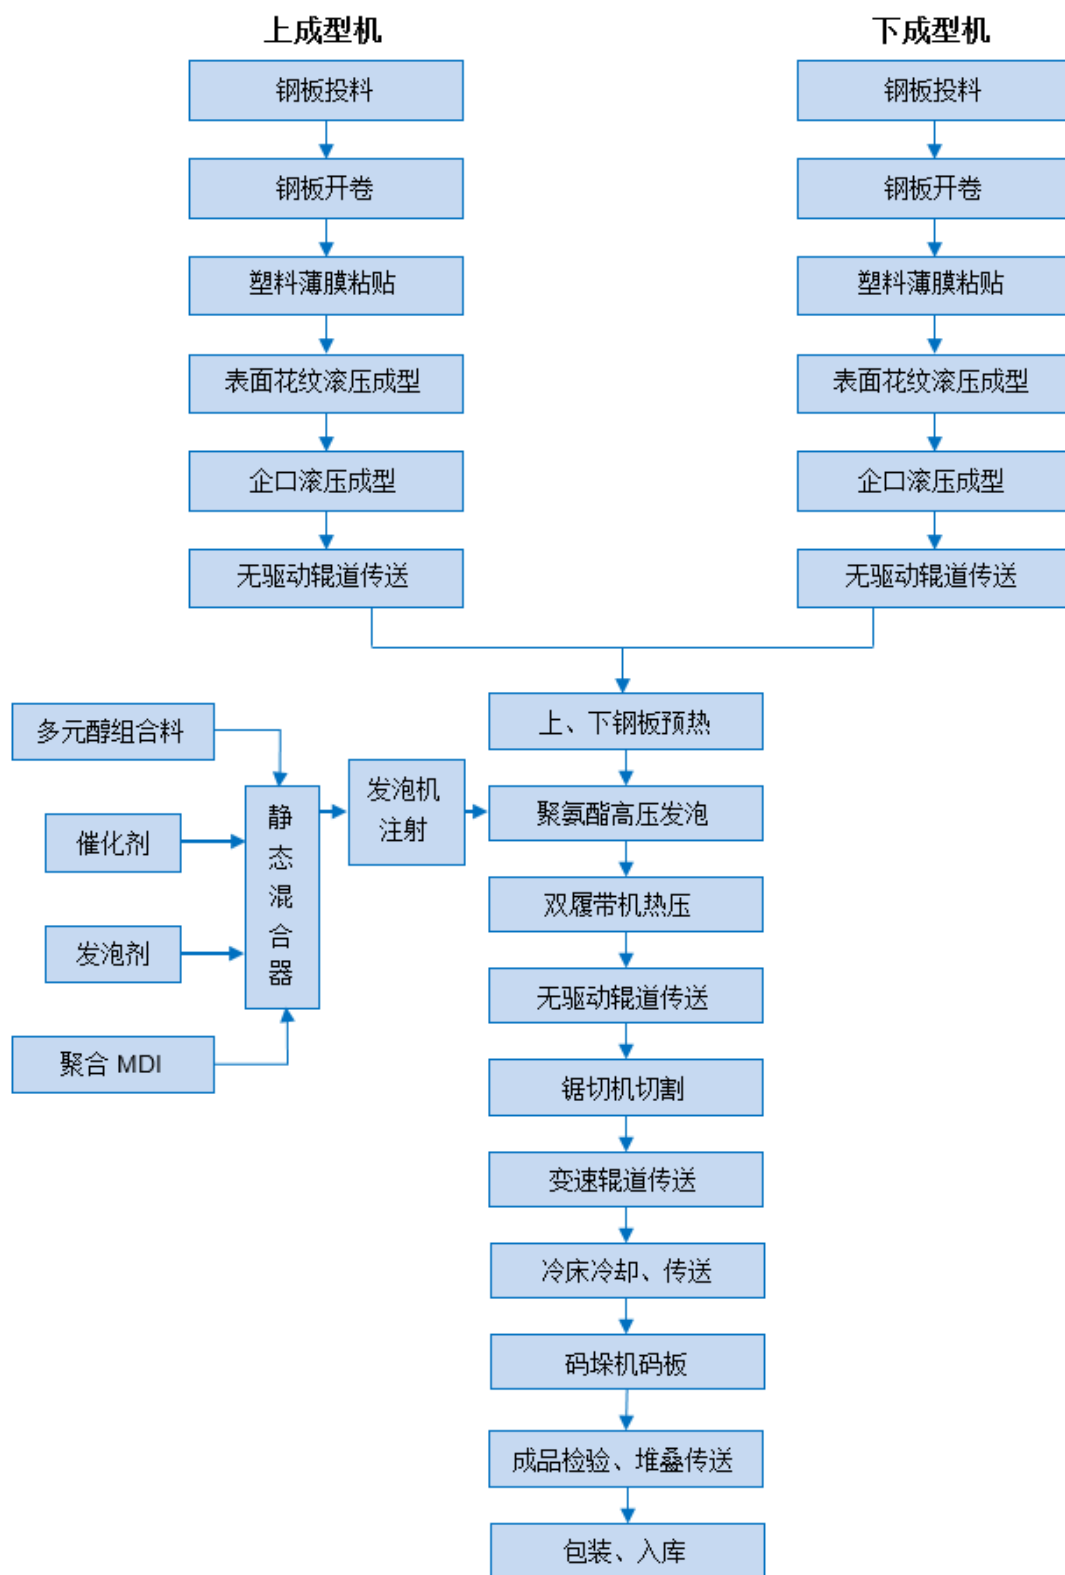 上成型机
下成型机
钢板投料
钢板投料
钢板开卷
钢板开卷
塑料薄膜粘贴
塑料薄膜粘贴
表面花纹滚压成型
表面花纹滚压成型
企口滚压成型
企口滚压成型
无驱动辊道传送
无驱动辊道传送
多元醇组合料
催化剂
发泡剂
聚合 MDI
静
态
混
合
器
发泡机
注射
上、下钢板预热
聚氨酯高压发泡
双履带机热压
无驱动辊道传送
锯切机切割
变速辊道传送
冷床冷却、传送
码垛机码板
成品检验、堆叠传送
包装、入库